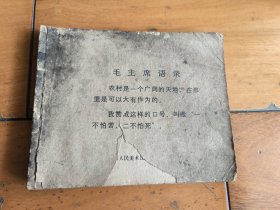 毛主席语录
农村是一个广阔的天地，在那
里是可以大有作为的。
我赞成这样的口号，叫做“一
不怕苦，二不怕死”。
人民美术出